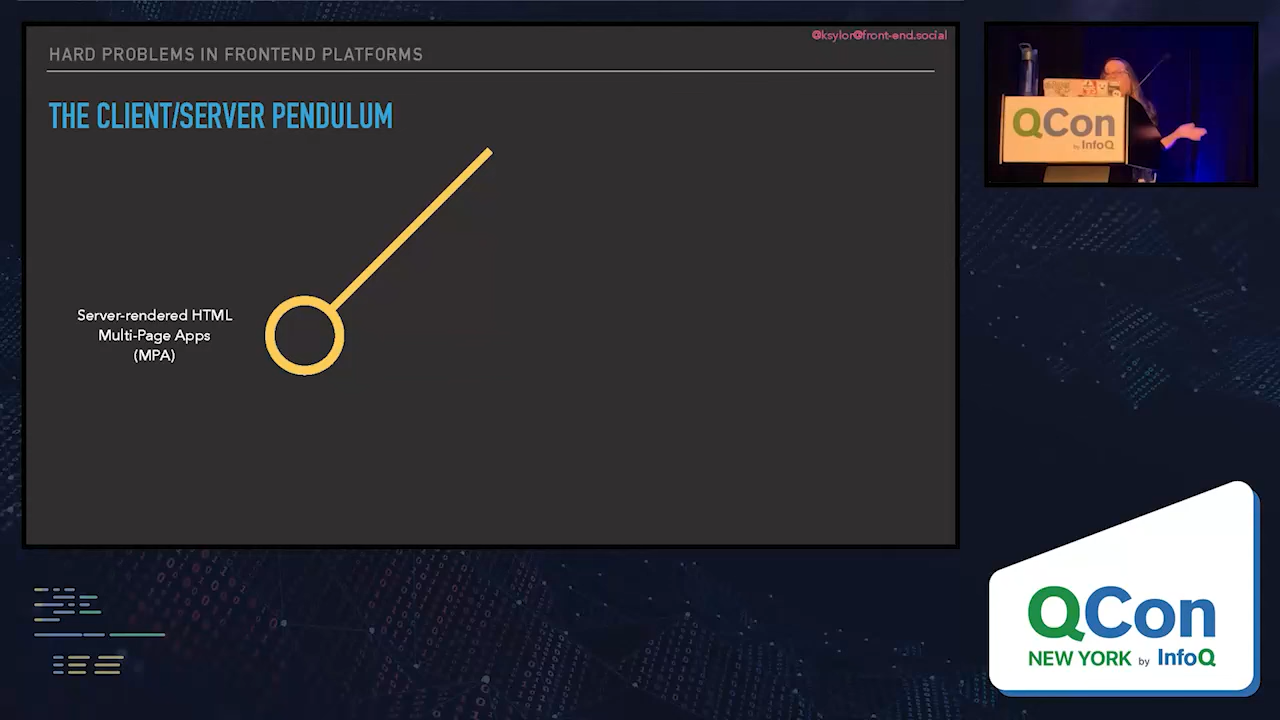 @ksylor@front-end.social
HARD PROBLEMS IN FRONTEND PLATFORMS
THE CLIENT/SERVER PENDULUM
Server-rendered HTML
Multi-Page Apps
(MPA)
QCon
by InfoQ
QCon
NEW YORK by InfoQ